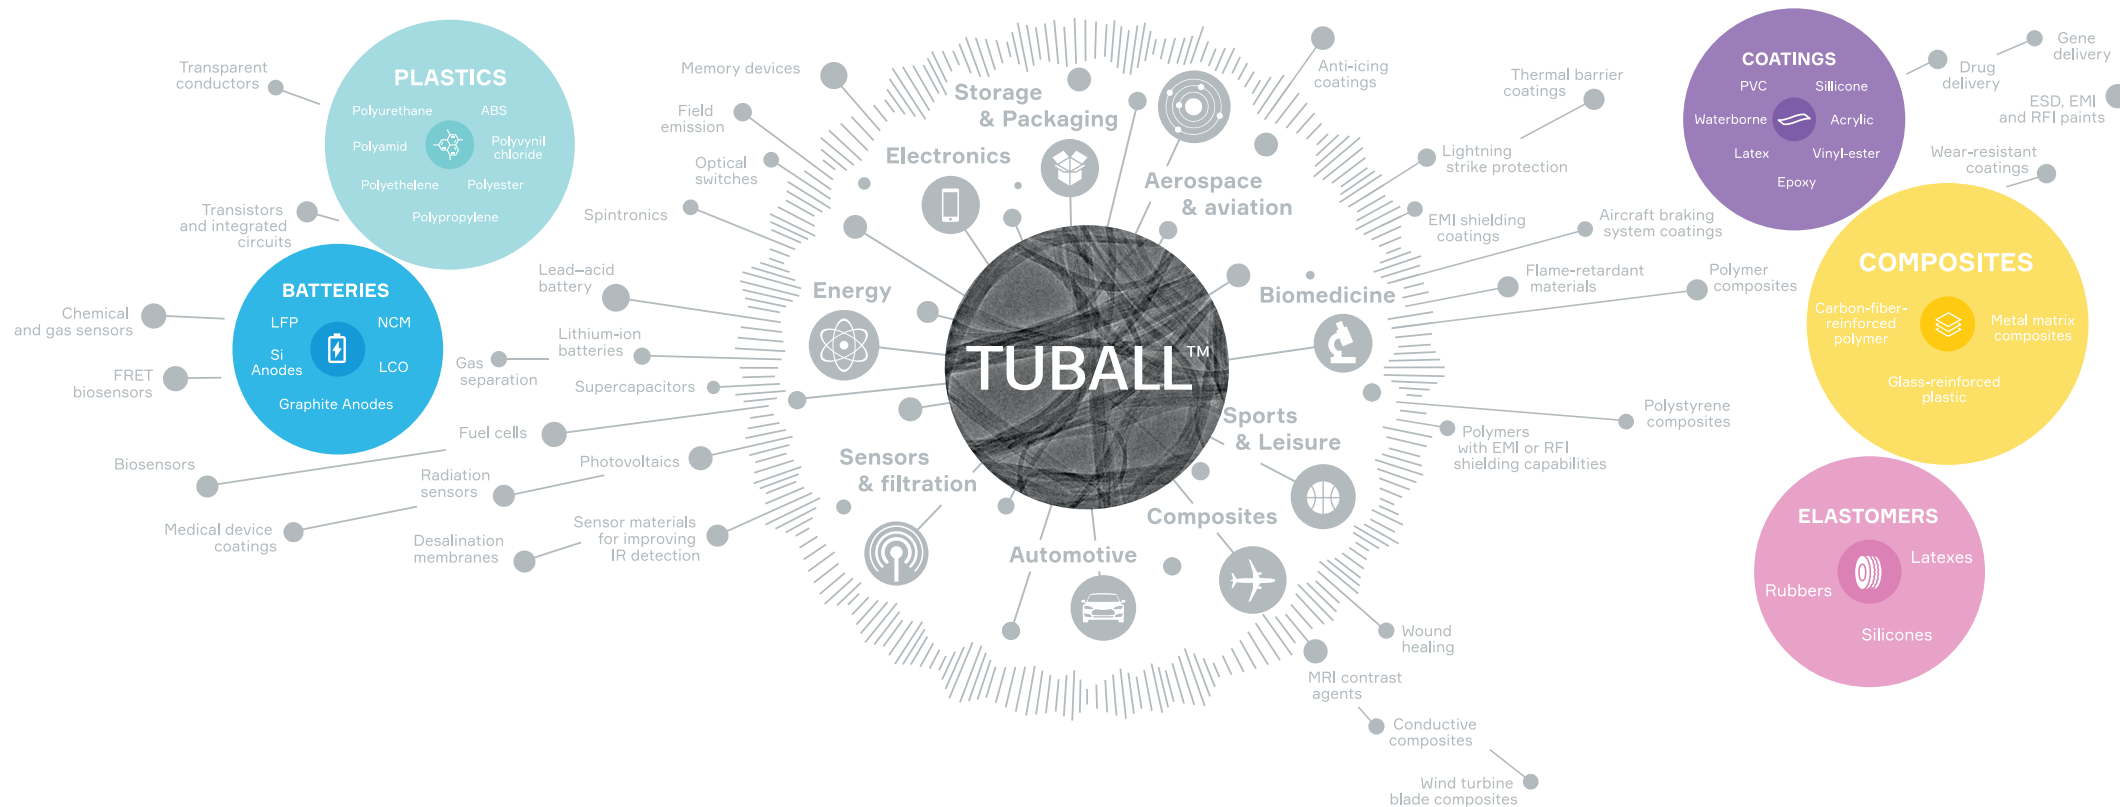 Transparent
conductors
PLASTICS
Polyurethane
ABS
Polyamid
Polyvynil
chloride
Polyethelene
Polyester
Polypropylene
Transistors
and integrated
circuits
BATTERIES
LFP
NCM
Si
Anodes
LCO
Graphite Anodes
Chemical
and gas sensors
FRET
biosensors
Biosensors
Medical device
coatings
Memory devices
Field
emission
Optical
switches
Spintronics
Lead–acid
battery
Lithium-ion
batteries
Gas
separation
Supercapacitors
Fuel cells
Photovoltaics
Radiation
sensors
Desalination
membranes
Sensor materials
for improving
IR detection
Storage
& Packaging
Electronics
Aerospace
& aviation
Energy
Biomedicine
TUBALL™
Sports
& Leisure
Sensors
& filtration
Composites
Automotive
Anti-icing
coatings
Thermal barrier
coatings
Lightning
strike protection
EMI shielding
coatings
Aircraft braking
system coatings
Flame-retardant
materials
Polymer
composites
Polystyrene
composites
Polymers
with EMI or RFI
shielding capabilities
Wound
healing
MRI contrast
agents
Conductive
composites
Wind turbine
blade composites
COATINGS
PVC
Sillicone
Waterborne
Acrylic
Latex
Vinyl-ester
Epoxy
Drug
delivery
Gene
delivery
ESD, EMI
and RFI paints
Wear-resistant
coatings
COMPOSITES
Carbon-fiber-
reinforced
polymer
Metal matrix
composites
Glass-reinforced
plastic
ELASTOMERS
Latexes
Rubbers
Silicones